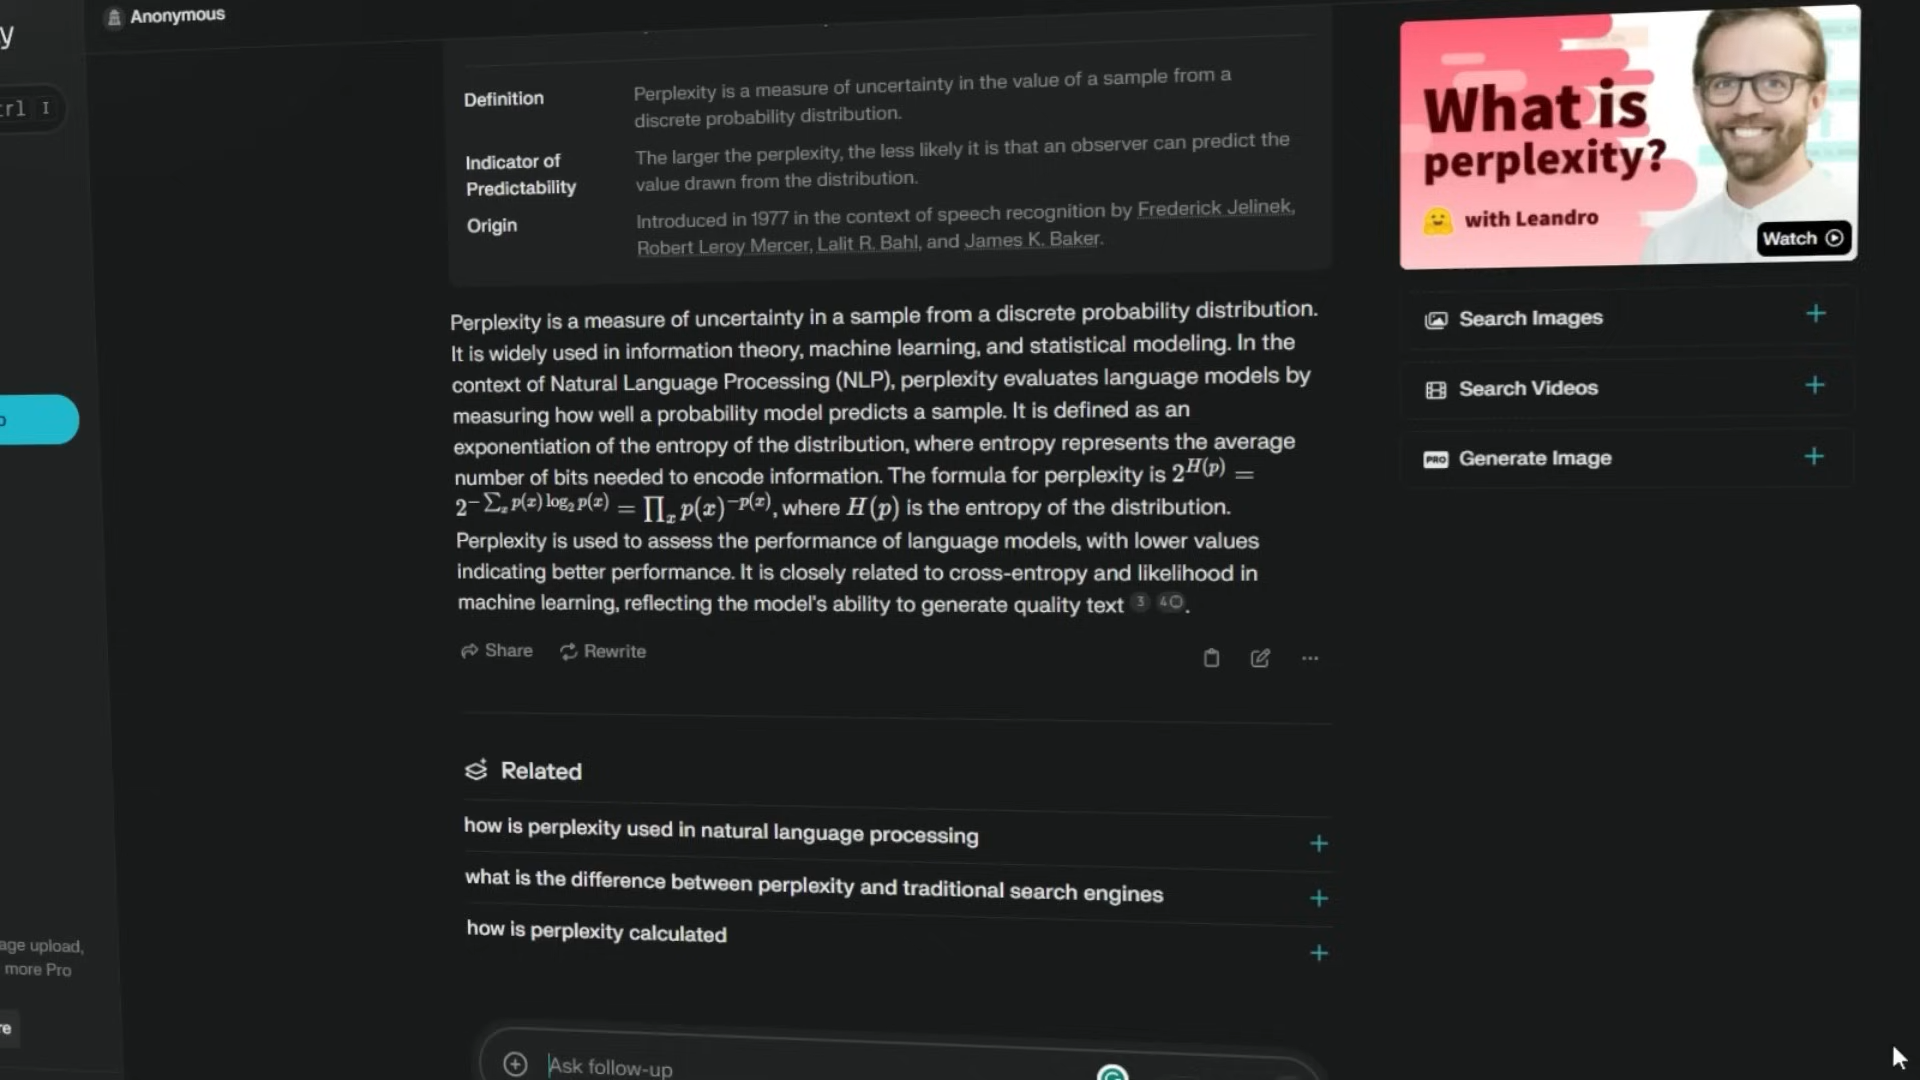 y
Anonymous
trl I
Definition
Perplexity is a measure of uncertainty in the value of a sample from a
discrete probability distribution.
Indicator of
Predictability
The larger the perplexity, the less likely it is that an observer can predict the
value drawn from the distribution.
Origin
Introduced in 1977 in the context of speech recognition by Frederick Jelinek,
Robert Leroy Mercer, Lalit R. Bahl, and James K. Baker.
Perplexity is a measure of uncertainty in a sample from a discrete probability distribution.
It is widely used in information theory, machine learning, and statistical modeling. In the
context of Natural Language Processing (NLP), perplexity evaluates language models by
measuring how well a probability model predicts a sample. It is defined as an
exponentiation of the entropy of the distribution, where entropy represents the average
number of bits needed to encode information. The formula for perplexity is 2^{H(p)} =
2^{-∑_x p(x) log_2 p(x)} = ∏_x p(x)^{-p(x)}, where H(p) is the entropy of the distribution.
Perplexity is used to assess the performance of language models, with lower values
indicating better performance. It is closely related to cross-entropy and likelihood in
machine learning, reflecting the model's ability to generate quality text 3 4.
Share Rewrite
Related
how is perplexity used in natural language processing
what is the difference between perplexity and traditional search engines
how is perplexity calculated
Ask follow-up
What is
perplexity?
with Leandro
Watch
Search Images
Search Videos
PRO Generate Image
age upload,
more Pro
re